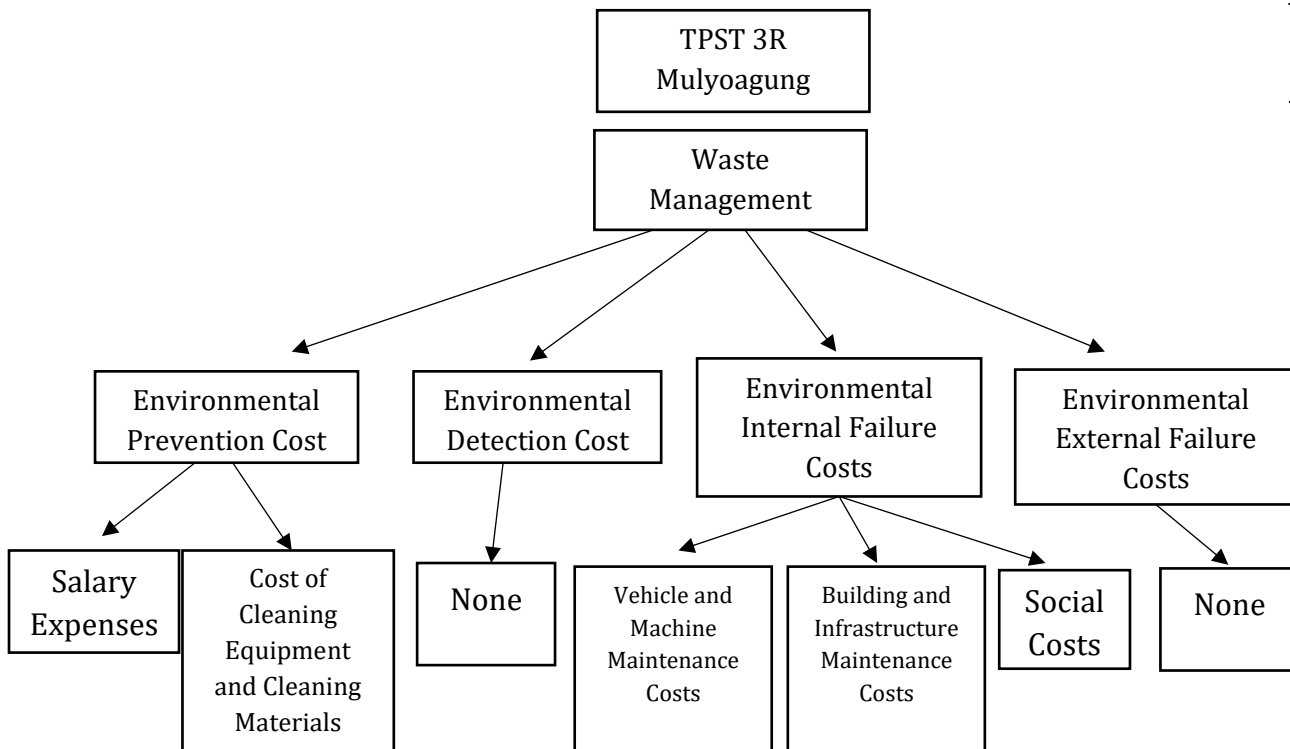 TPST 3R
Mulyoagung
Waste
Management
Environmental
Prevention Cost
Environmental
Detection Cost
Environmental
Internal Failure
Costs
Environmental
External Failure
Costs
Salary
Expenses
Cost of
Cleaning
Equipment
and Cleaning
Materials
None
Vehicle and
Machine
Maintenance
Costs
Building and
Infrastructure
Maintenance
Costs
Social
Costs
None